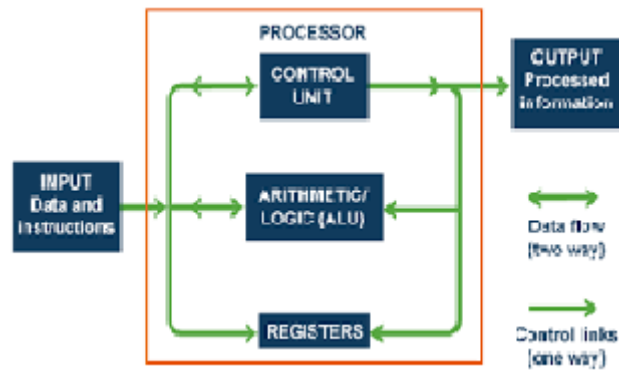 PROCESSOR
CONTROL
UNIT
OUTPUT
Processed
information
INPUT
Data and
instructions
ARITHMETIC/
LOGIC (ALU)
REGISTERS
Data flow
(two way)
Control links
(one way)